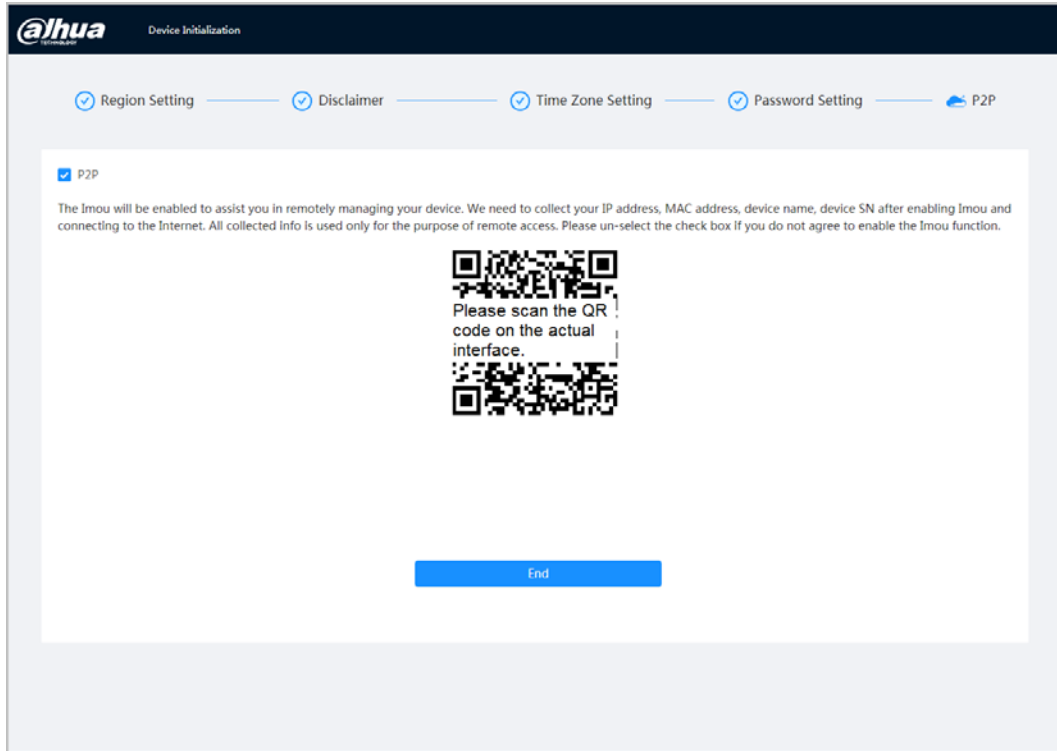 alhua
TECHNOLOGY
Device Initialization
Region Setting
Disclaimer
Time Zone Setting
Password Setting
P2P
P2P
The Imou will be enabled to assist you in remotely managing your device. We need to collect your IP address, MAC address, device name, device SN after enabling Imou and
connecting to the Internet. All collected info is used only for the purpose of remote access. Please un-select the check box if you do not agree to enable the Imou function.
Please scan the QR
code on the actual
interface.
End